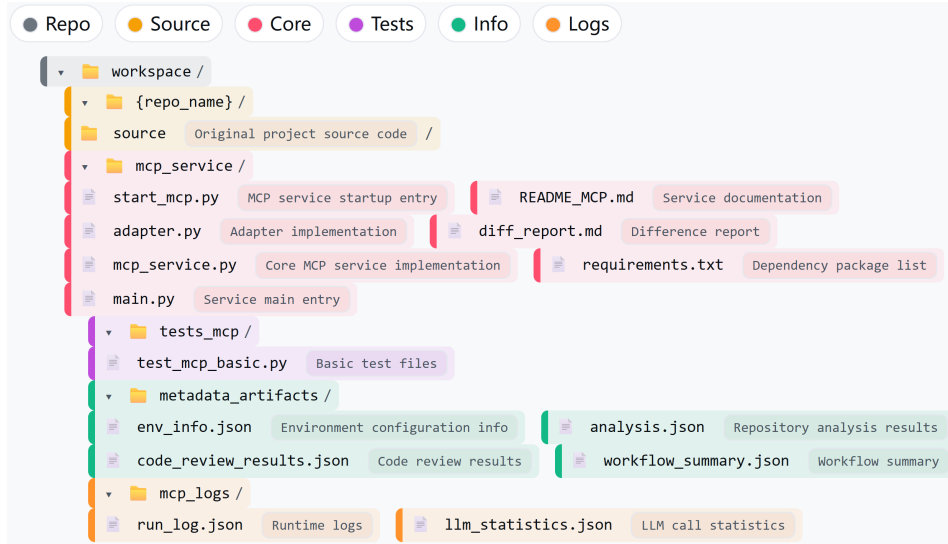 Repo Source Core Tests Info Logs
workspace /
{repo_name} /
source Original project source code /
mcp_service /
start_mcp.py MCP service startup entry README_MCP.md Service documentation
adapter.py Adapter implementation diff_report.md Difference report
mcp_service.py Core MCP service implementation requirements.txt Dependency package list
main.py Service main entry
tests_mcp /
test_mcp_basic.py Basic test files
metadata_artifacts /
env_info.json Environment configuration info analysis.json Repository analysis results
code_review_results.json Code review results workflow_summary.json Workflow summary
mcp_logs /
run_log.json Runtime logs llm_statistics.json LLM call statistics